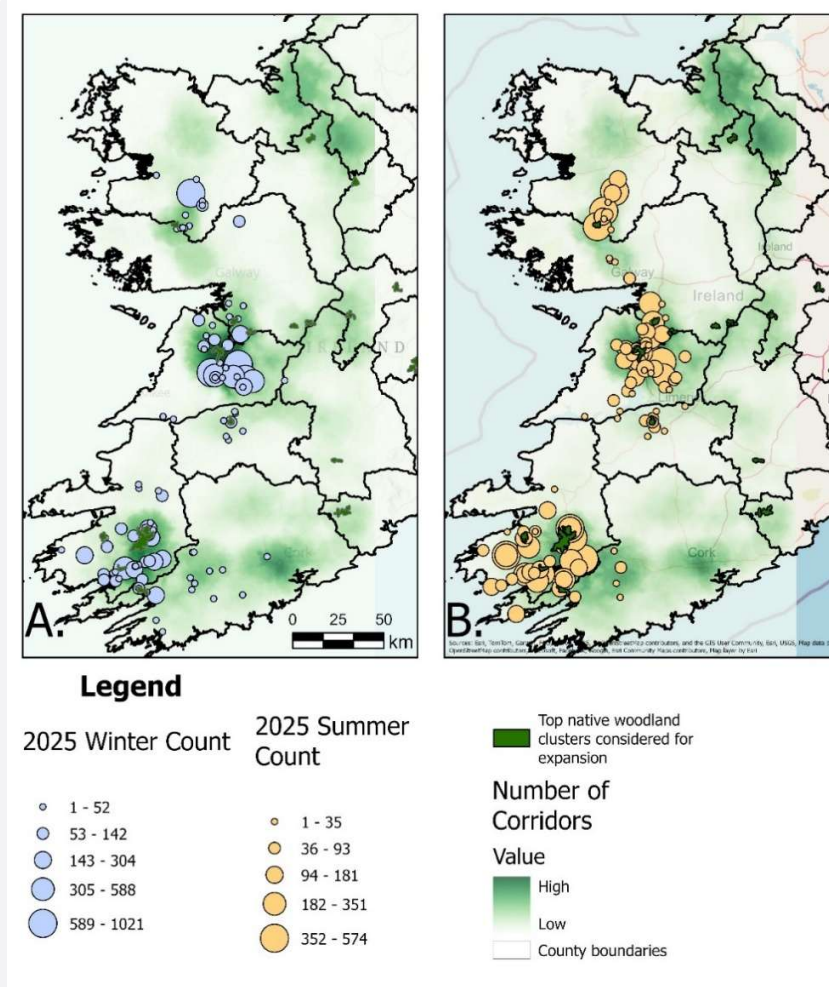 Galway
LAND
Cork
A.
0 25 50
km
Ireland
Galway
Ireland
Cork
B.
Legend
2025 Winter Count
1 - 52
53 - 142
143 - 304
305 - 588
589 - 1021
2025 Summer
Count
1 - 35
36 - 93
94 - 181
182 - 351
352 - 574
Top native woodland
clusters considered for
expansion
Number of
Corridors
Value
High
Low
County boundaries